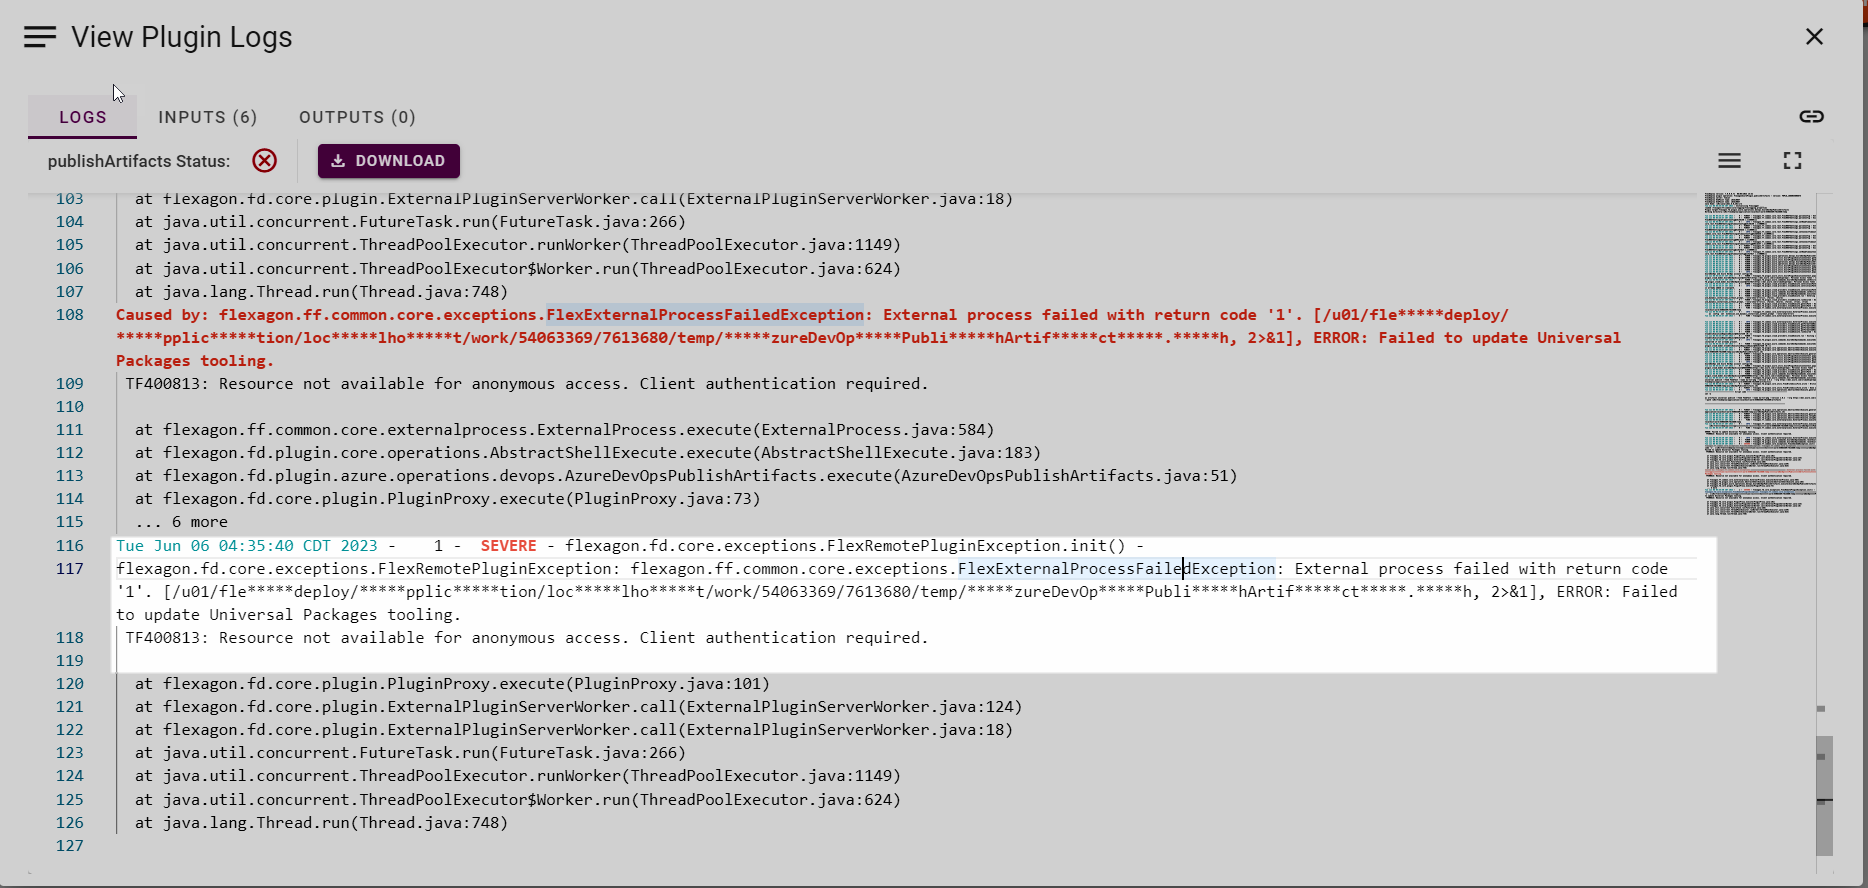 View Plugin Logs
LOGS
INPUTS (6)
OUTPUTS (0)
publishArtifacts Status:
DOWNLOAD
103 at flexagon.fd.core.plugin.ExternalPluginServerWorker.call(ExternalPluginServerWorker.java:18)
104 at java.util.concurrent.FutureTask.run(FutureTask.java:266)
105 at java.util.concurrent.ThreadPoolExecutor.runWorker(ThreadPoolExecutor.java:1149)
106 at java.util.concurrent.ThreadPoolExecutor$Worker.run(ThreadPoolExecutor.java:624)
107 at java.lang.Thread.run(Thread.java:748)
108 Caused by: flexagon.ff.common.core.exceptions.FlexExternalProcessFailedException: External process failed with return code '1'. [/u01/fle*****deploy/
*****pplic*****tion/loc*****lho*****t/work/54063369/7613680/temp/*****zureDevOp*****Publi*****hArtif*****ct*****.*****h, 2>&1], ERROR: Failed to update Universal
Packages tooling.
109 TF400813: Resource not available for anonymous access. Client authentication required.
110
111 at flexagon.ff.common.core.externalprocess.ExternalProcess.execute(ExternalProcess.java:584)
112 at flexagon.fd.plugin.core.operations.AbstractShellExecute.execute(AbstractShellExecute.java:183)
113 at flexagon.fd.plugin.azure.operations.devops.AzureDevOpsPublishArtifacts.execute(AzureDevOpsPublishArtifacts.java:51)
114 at flexagon.fd.core.plugin.PluginProxy.execute(PluginProxy.java:73)
115 ... 6 more
116 Tue Jun 06 04:35:40 CDT 2023 - 1 - SEVERE - flexagon.fd.core.exceptions.FlexRemotePluginException.init() -
117 flexagon.fd.core.exceptions.FlexRemotePluginException: flexagon.ff.common.core.exceptions.FlexExternalProcessFailedException: External process failed with return code
'1'. [/u01/fle*****deploy/*****pplic*****tion/loc*****lho*****t/work/54063369/7613680/temp/*****zureDevOp*****Publi*****hArtif*****ct*****.*****h, 2>&1], ERROR: Failed
to update Universal Packages tooling.
118 TF400813: Resource not available for anonymous access. Client authentication required.
119
120 at flexagon.fd.core.plugin.PluginProxy.execute(PluginProxy.java:101)
121 at flexagon.fd.core.plugin.ExternalPluginServerWorker.call(ExternalPluginServerWorker.java:124)
122 at flexagon.fd.core.plugin.ExternalPluginServerWorker.call(ExternalPluginServerWorker.java:18)
123 at java.util.concurrent.FutureTask.run(FutureTask.java:266)
124 at java.util.concurrent.ThreadPoolExecutor.runWorker(ThreadPoolExecutor.java:1149)
125 at java.util.concurrent.ThreadPoolExecutor$Worker.run(ThreadPoolExecutor.java:624)
126 at java.lang.Thread.run(Thread.java:748)
127